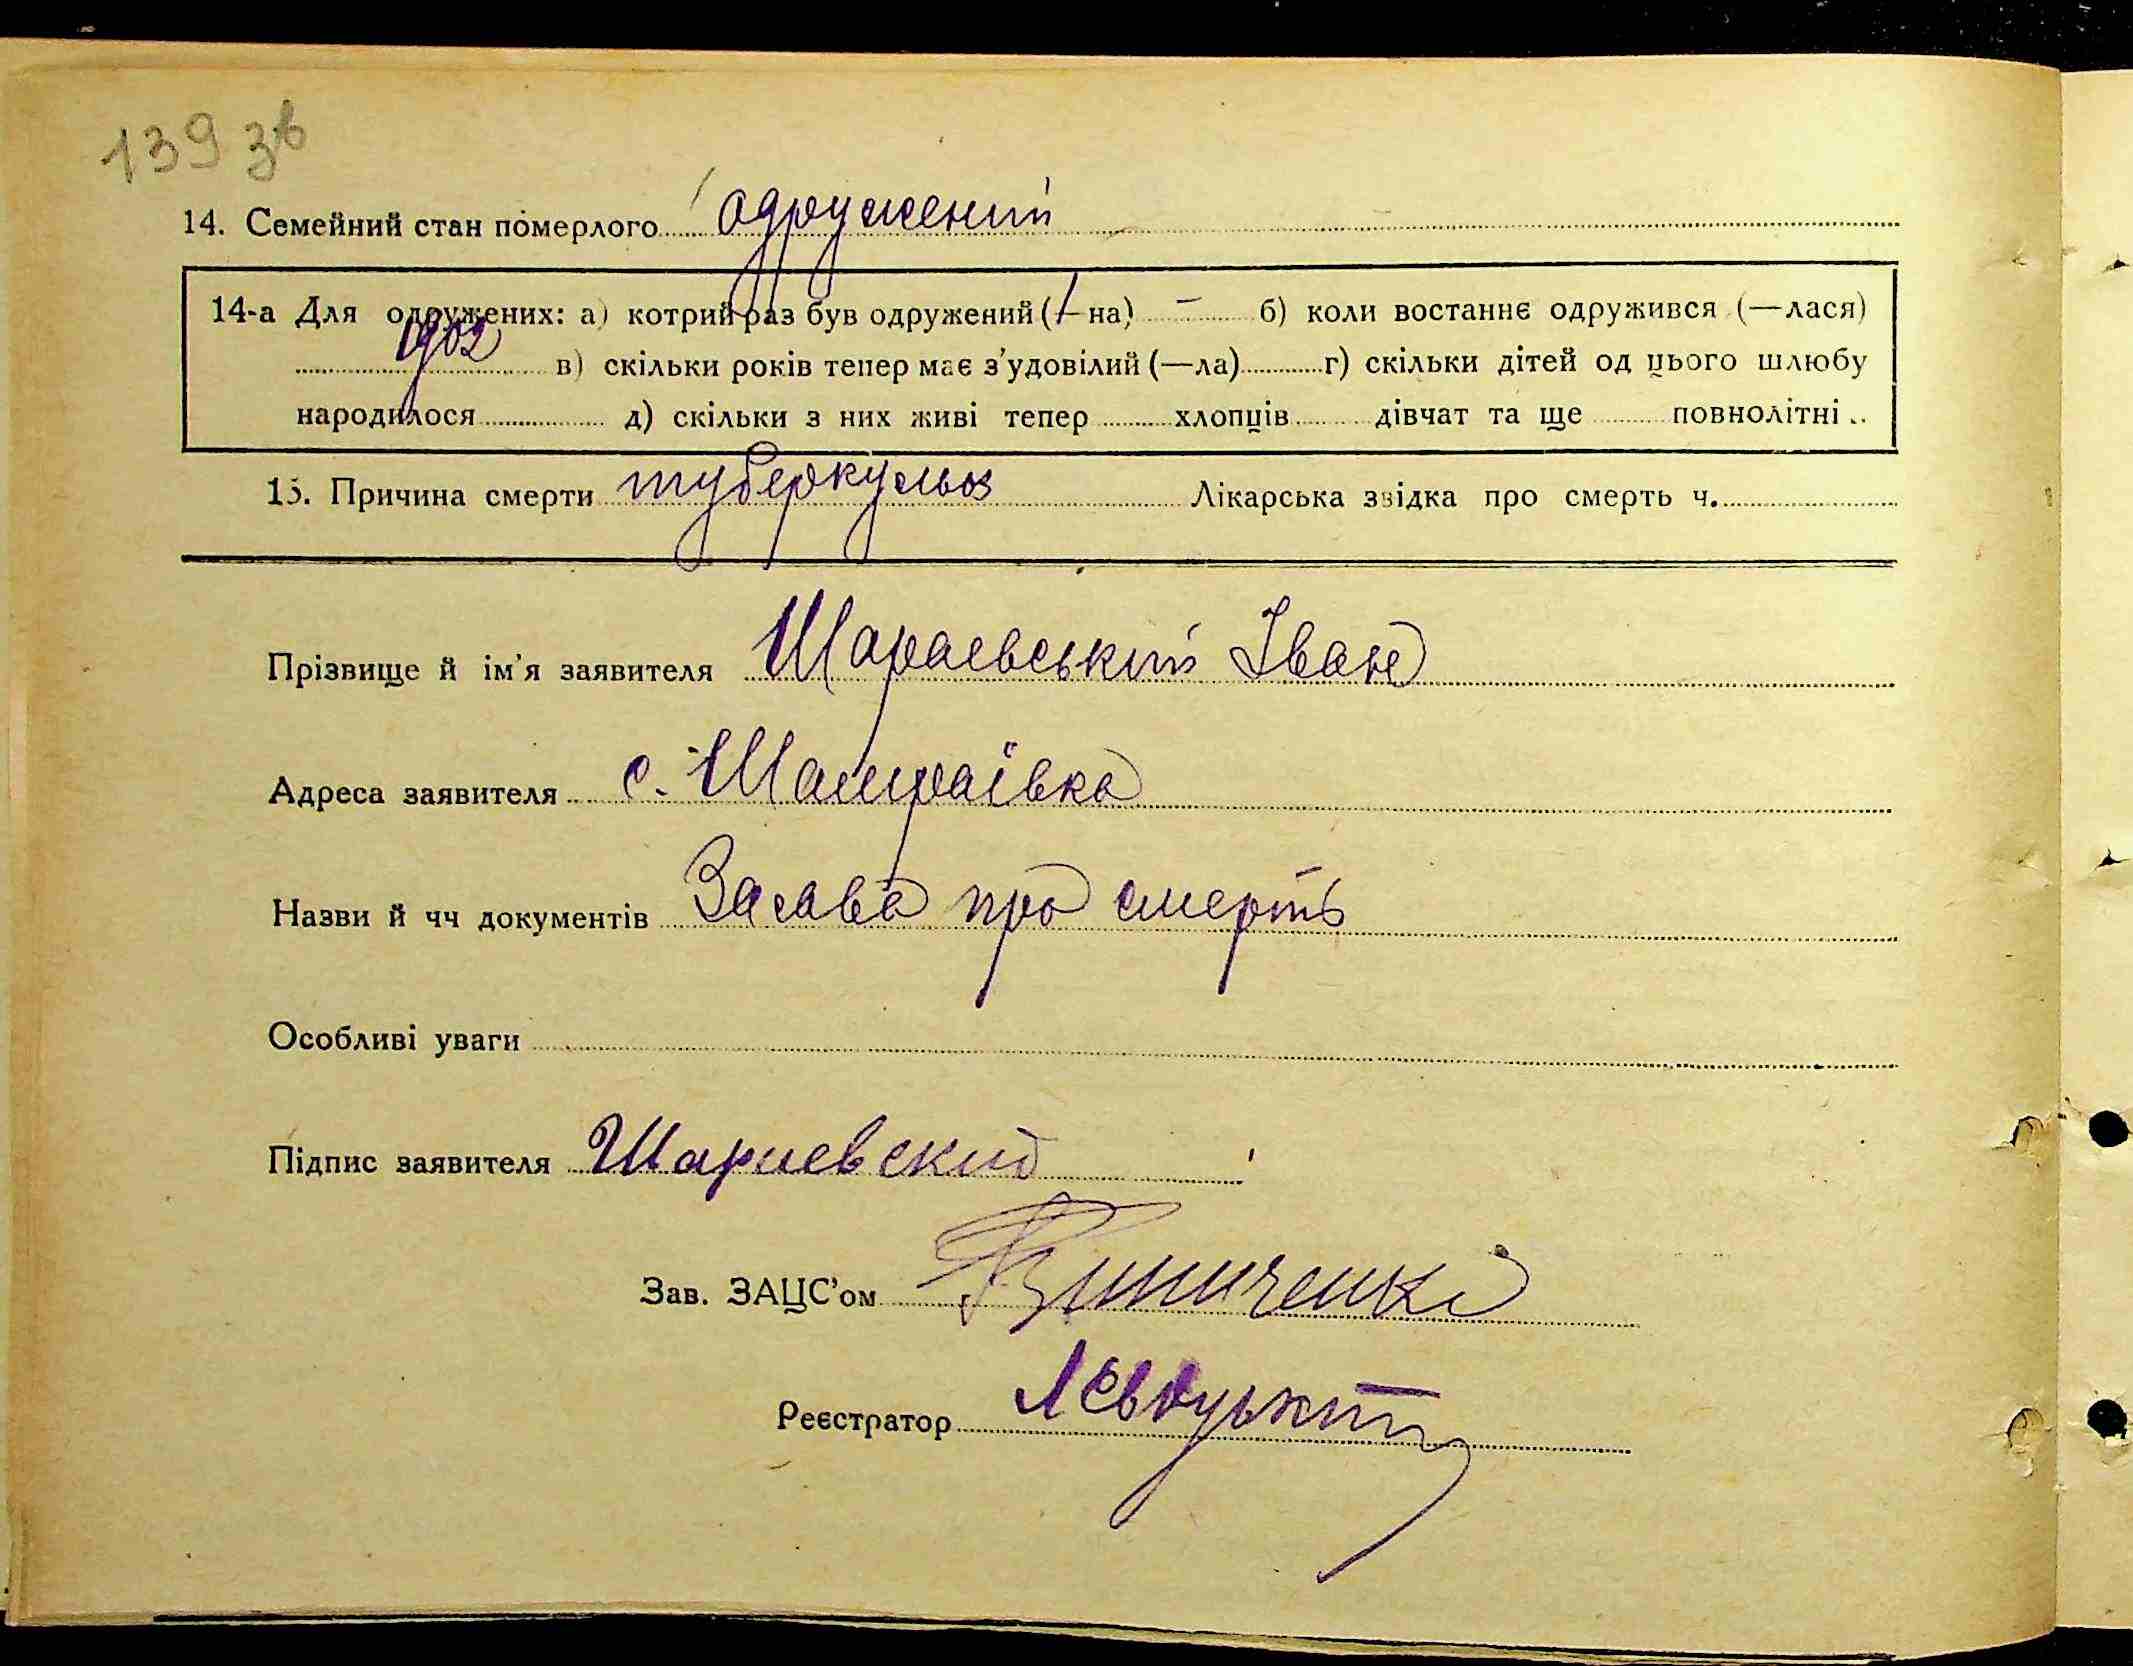 139 зв
14. Семейний стан померлого одружений
14-а Для одружених: а) котрий раз був одружений (—на) — б) коли востаннє одружився (—лася)
1902 в) скільки років тепер має з'удовілий (—ла) г) скільки дітей од цього шлюбу
народилося д) скільки з них живі тепер хлопців дівчат та ще повнолітні
15. Причина смерти туберкульоз Лікарська звідка про смерть ч.
Прізвище й ім'я заявителя Шараєвський Іван
Адреса заявителя с. Шамраївка
Назви й чч документів Заява про смерть
Особливі уваги
Підпис заявителя Шараевский
Зав. ЗАЦС'ом Винниченко
Реєстратор